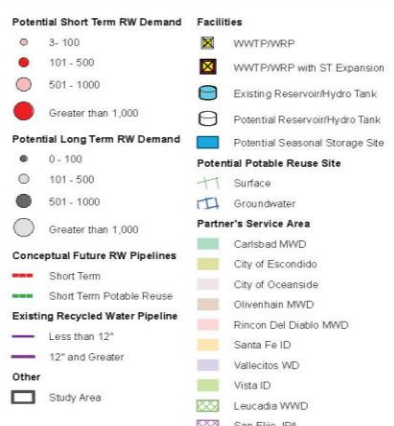 Potential Short Term RW Demand
3- 100
101 - 500
501 - 1000
Greater than 1,000
Potential Long Term RW Demand
0 - 100
101 - 500
501 - 1000
Greater than 1,000
Conceptual Future RW Pipelines
Short Term
Short Term Potable Reuse
Existing Recycled Water Pipeline
Less than 12"
12" and Greater
Other
Study Area
Facilities
WWTP/WRP
WWTP/WRP with ST Expansion
Existing Reservoir/Hydro Tank
Potential Reservoir/Hydro Tank
Potential Seasonal Storage Site
Potential Potable Reuse Site
Surface
Groundwater
Partner's Service Area
Carlsbad MWD
City of Escondido
City of Oceanside
Olivenhain MWD
Rincon Del Diablo MWD
Santa Fe ID
Vallecitos WD
Vista ID
Leucadia WWD
San Elijo